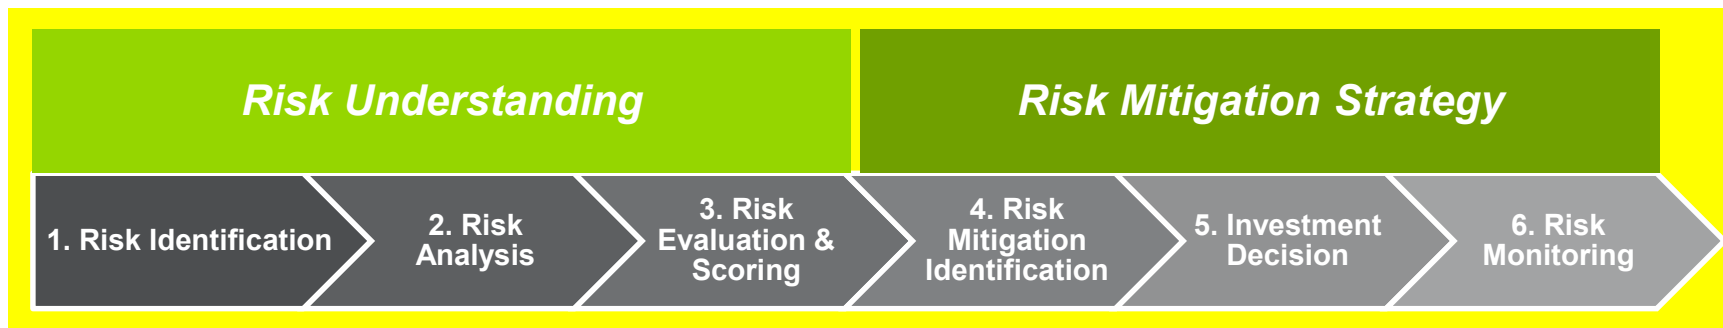 Risk Understanding
Risk Mitigation Strategy
1. Risk Identification
2. Risk
Analysis
3. Risk
Evaluation &
Scoring
4. Risk
Mitigation
Identification
5. Investment
Decision
6. Risk
Monitoring